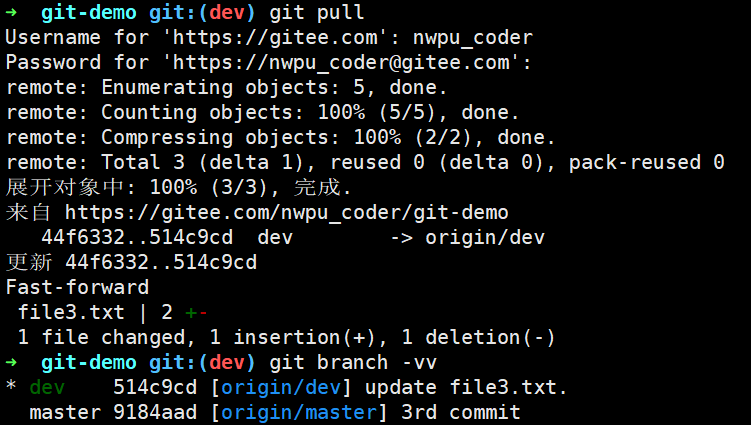 ➜  git-demo git:(dev) git pull
Username for 'https://gitee.com': nwpu_coder
Password for 'https://nwpu_coder@gitee.com':
remote: Enumerating objects: 5, done.
remote: Counting objects: 100% (5/5), done.
remote: Compressing objects: 100% (2/2), done.
remote: Total 3 (delta 1), reused 0 (delta 0), pack-reused 0
展开对象中: 100% (3/3), 完成.
来自 https://gitee.com/nwpu_coder/git-demo
   44f6332..514c9cd  dev        -> origin/dev
更新 44f6332..514c9cd
Fast-forward
 file3.txt | 2 +-
 1 file changed, 1 insertion(+), 1 deletion(-)
➜  git-demo git:(dev) git branch -vv
* dev    514c9cd [origin/dev] update file3.txt.
  master 9184aad [origin/master] 3rd commit